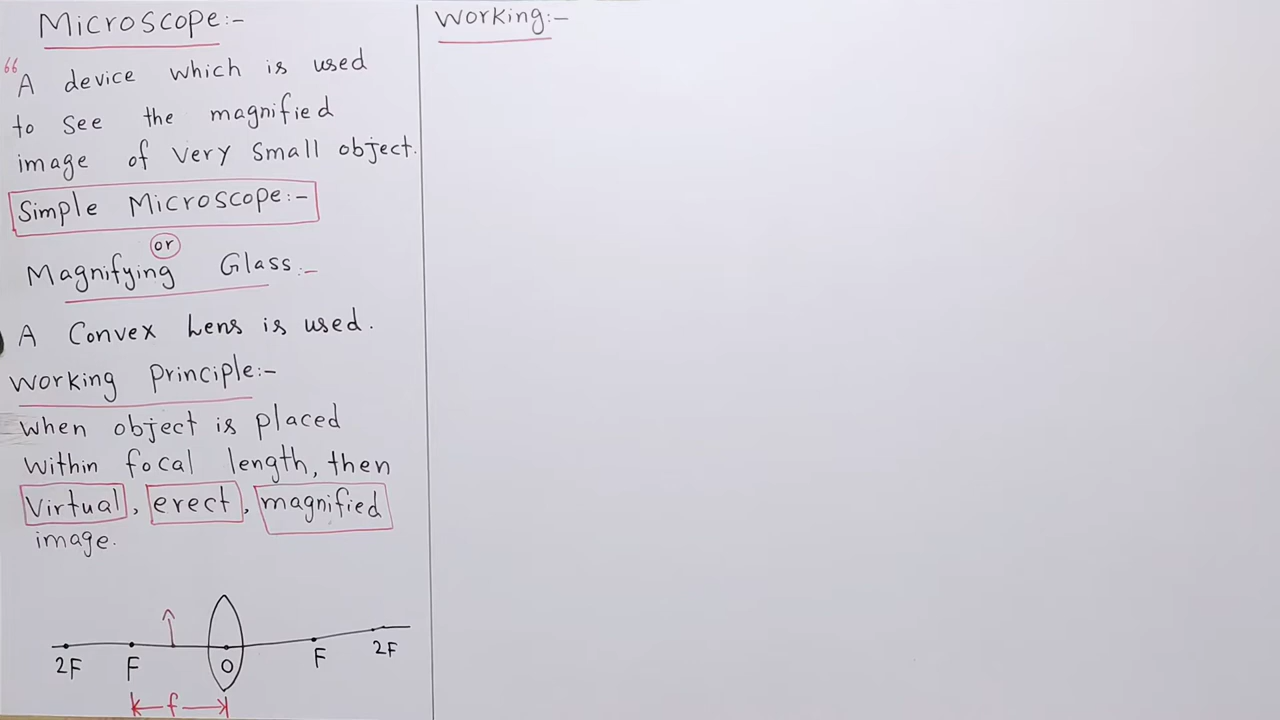 Microscope:-
"A device which is used
to see the magnified
image of very small object.
Simple Microscope:-
or
Magnifying Glass:-
A Convex Lens is used.
Working Principle:-
When object is placed
within focal length, then
Virtual, erect, magnified
image.
2F F O F 2F
f
Working:-